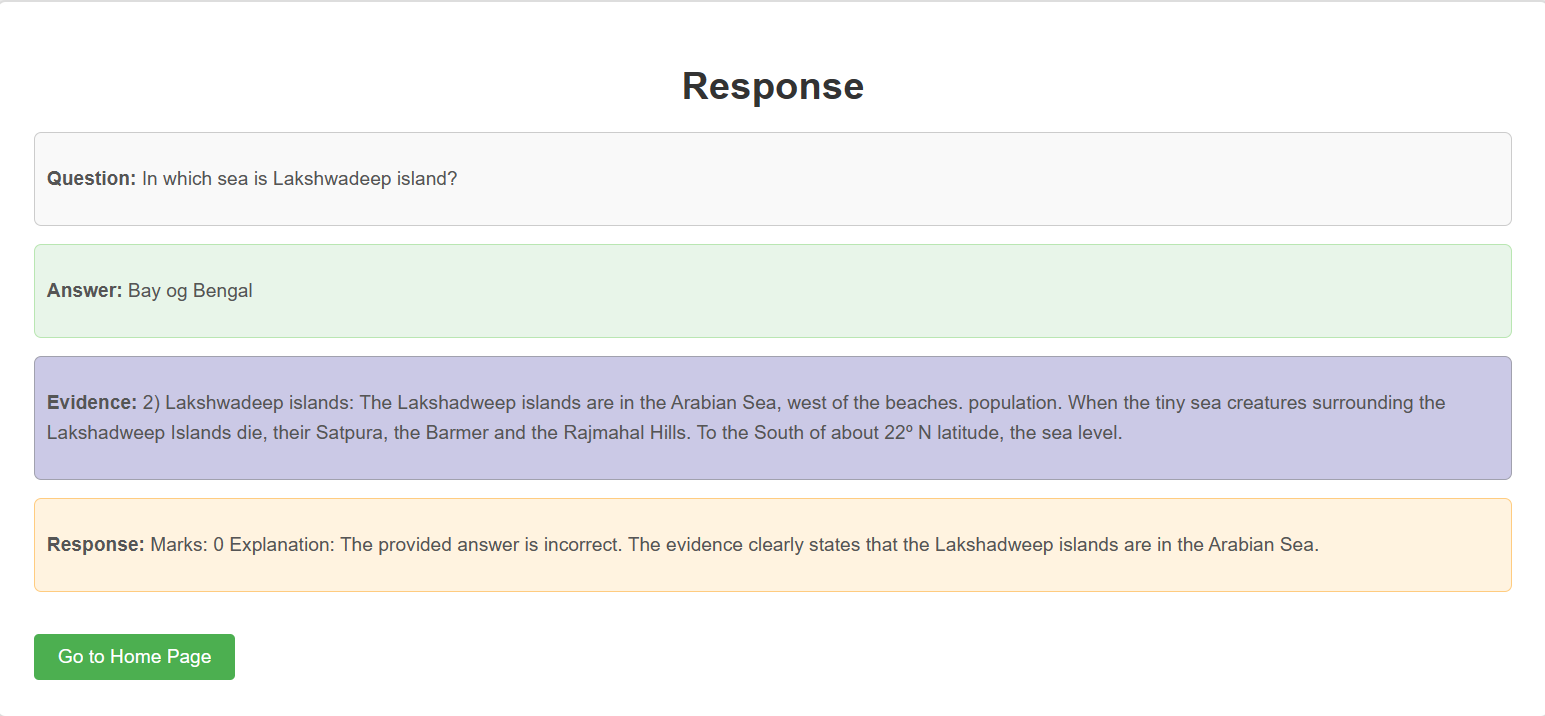 Response
Question: In which sea is Lakshwadeep island?
Answer: Bay og Bengal
Evidence: 2) Lakshwadeep islands: The Lakshadweep islands are in the Arabian Sea, west of the beaches. population. When the tiny sea creatures surrounding the
Lakshadweep Islands die, their Satpura, the Barmer and the Rajmahal Hills. To the South of about 22º N latitude, the sea level.
Response: Marks: 0 Explanation: The provided answer is incorrect. The evidence clearly states that the Lakshadweep islands are in the Arabian Sea.
Go to Home Page